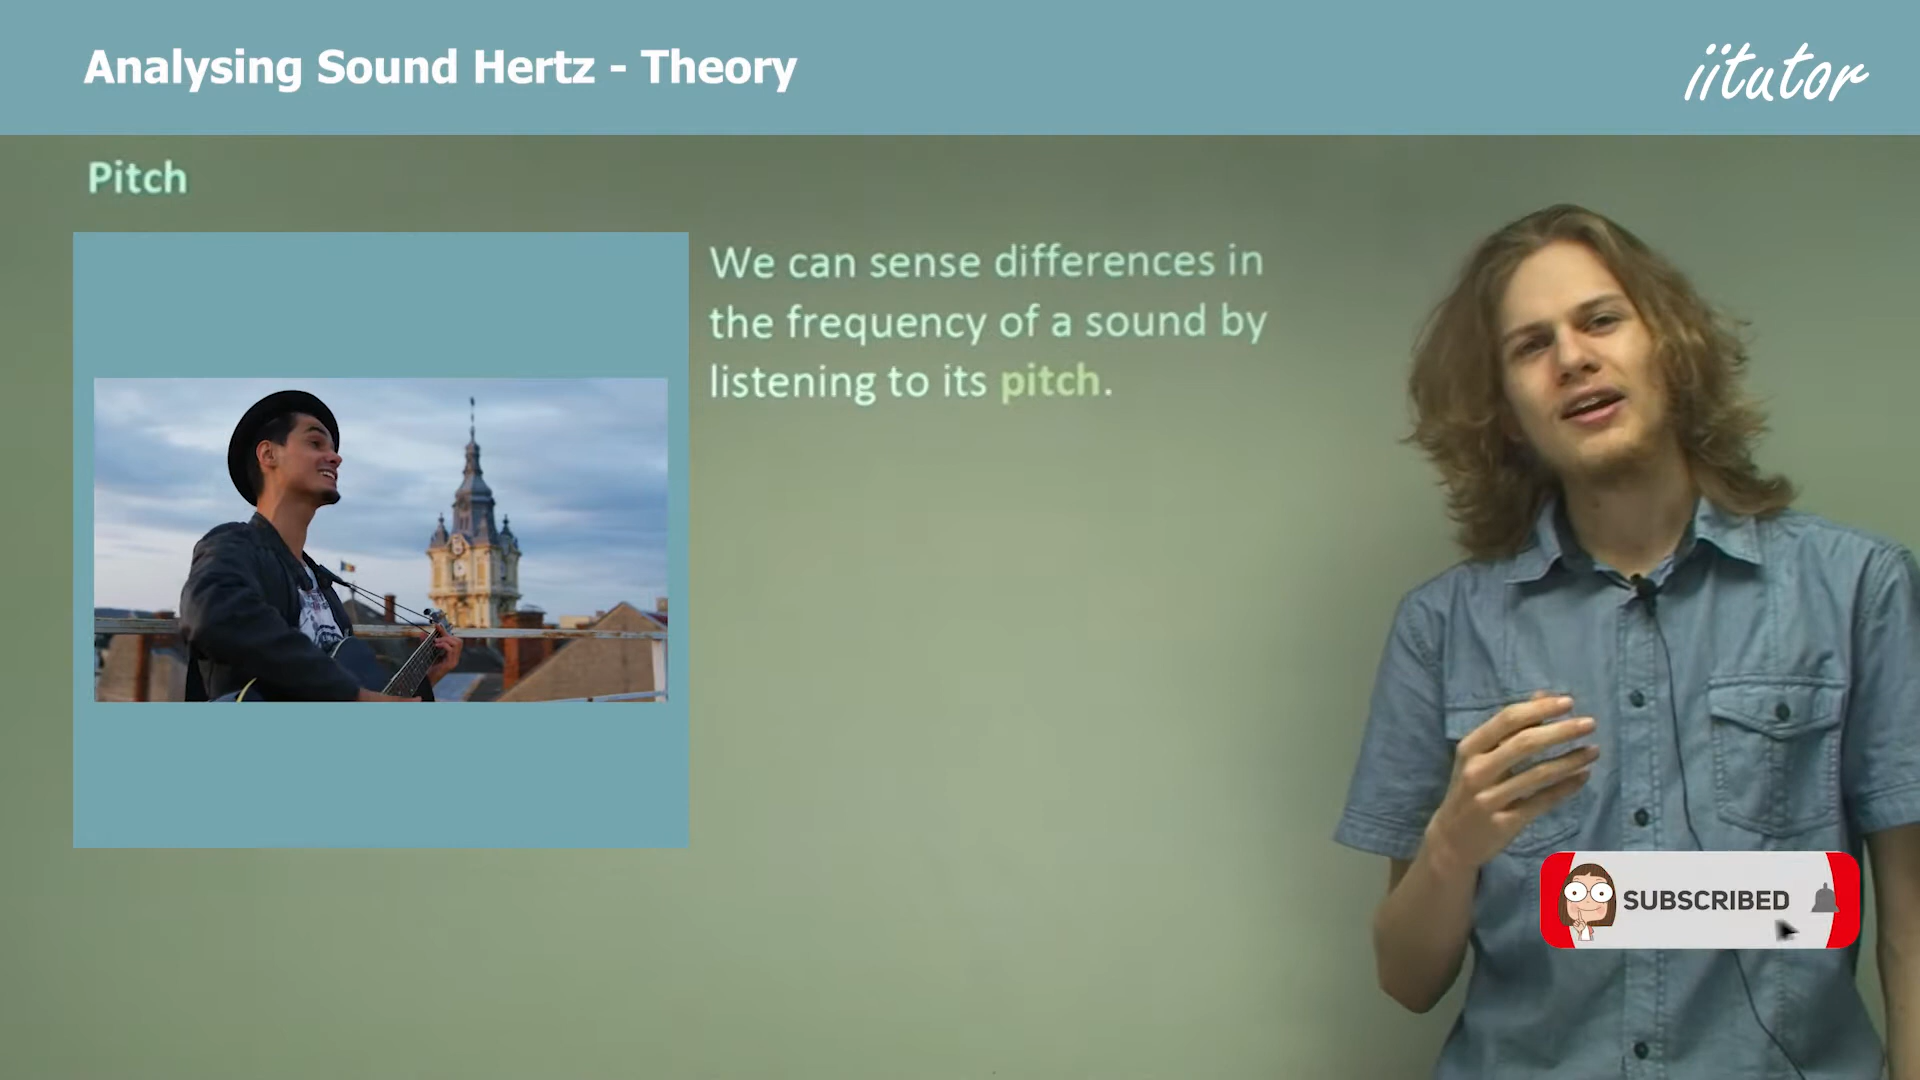 Analysing Sound Hertz - Theory
iitutor
Pitch
We can sense differences in
the frequency of a sound by
listening to its pitch.
SUBSCRIBED